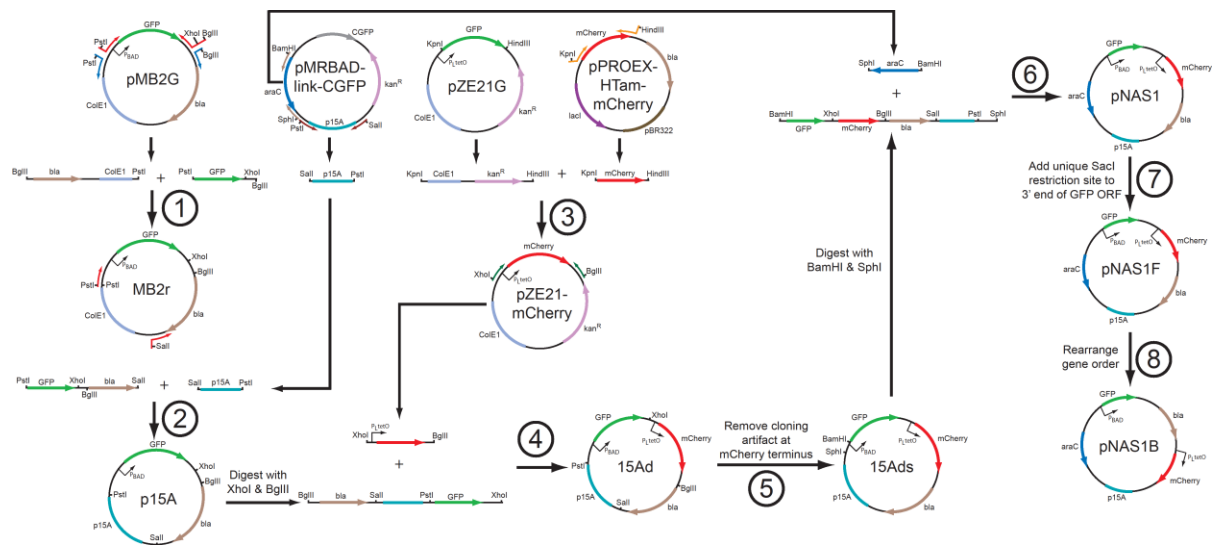 GFP
PstI
XhoI
BglII
PBAD
PstI
BglII
pMB2G
ColE1
bla
BamHI
CGFP
pMRBAD-
link-CGFP
kanR
araC
SphI
PstI
p15A
SalI
GFP
KpnI
HindIII
PLtetO
pZE21G
ColE1
kanR
HindIII
mCherry
KpnI
pPROEX-
HTam-
mCherry
bla
lacI
pBR322
SphI araC BamHI
+
BamHI XhoI BglII SalI PstI SphI
GFP mCherry bla
6
GFP
PBAD
PLtetO
mCherry
pNAS1
araC
bla
p15A
BglII bla ColE1 PstI
+
PstI GFP XhoI
BglII
SalI p15A PstI
KpnI ColE1 kanR HindIII
+
KpnI mCherry HindIII
1
3
Add unique SacI
restriction site to
3' end of GFP ORF
7
GFP
PBAD
XhoI
BglII
PstI
PstI
MB2r
ColE1
bla
SalI
mCherry
XhoI
PLtetO
BglII
pZE21-
mCherry
ColE1
kanR
Digest with
BamHI & SphI
GFP
PBAD
PLtetO
mCherry
pNAS1F
araC
bla
p15A
PstI GFP XhoI bla SalI
BglII
+
SalI p15A PstI
2
Rearrange
gene order
8
GFP
PBAD
XhoI
BglII
PstI
p15A
p15A
bla
SalI
Digest with
XhoI & BglII
PLtetO
XhoI BglII
+
BglII bla SalI PstI GFP XhoI
4
GFP
XhoI
PBAD
PLtetO
mCherry
PstI
15Ad
BglII
SalI
p15A
bla
Remove cloning
artifact at
mCherry terminus
5
GFP
BamHI
SphI
PBAD
PLtetO
mCherry
15Ads
p15A
bla
GFP
PBAD
bla
pNAS1B
araC
PLtetO
mCherry
p15A